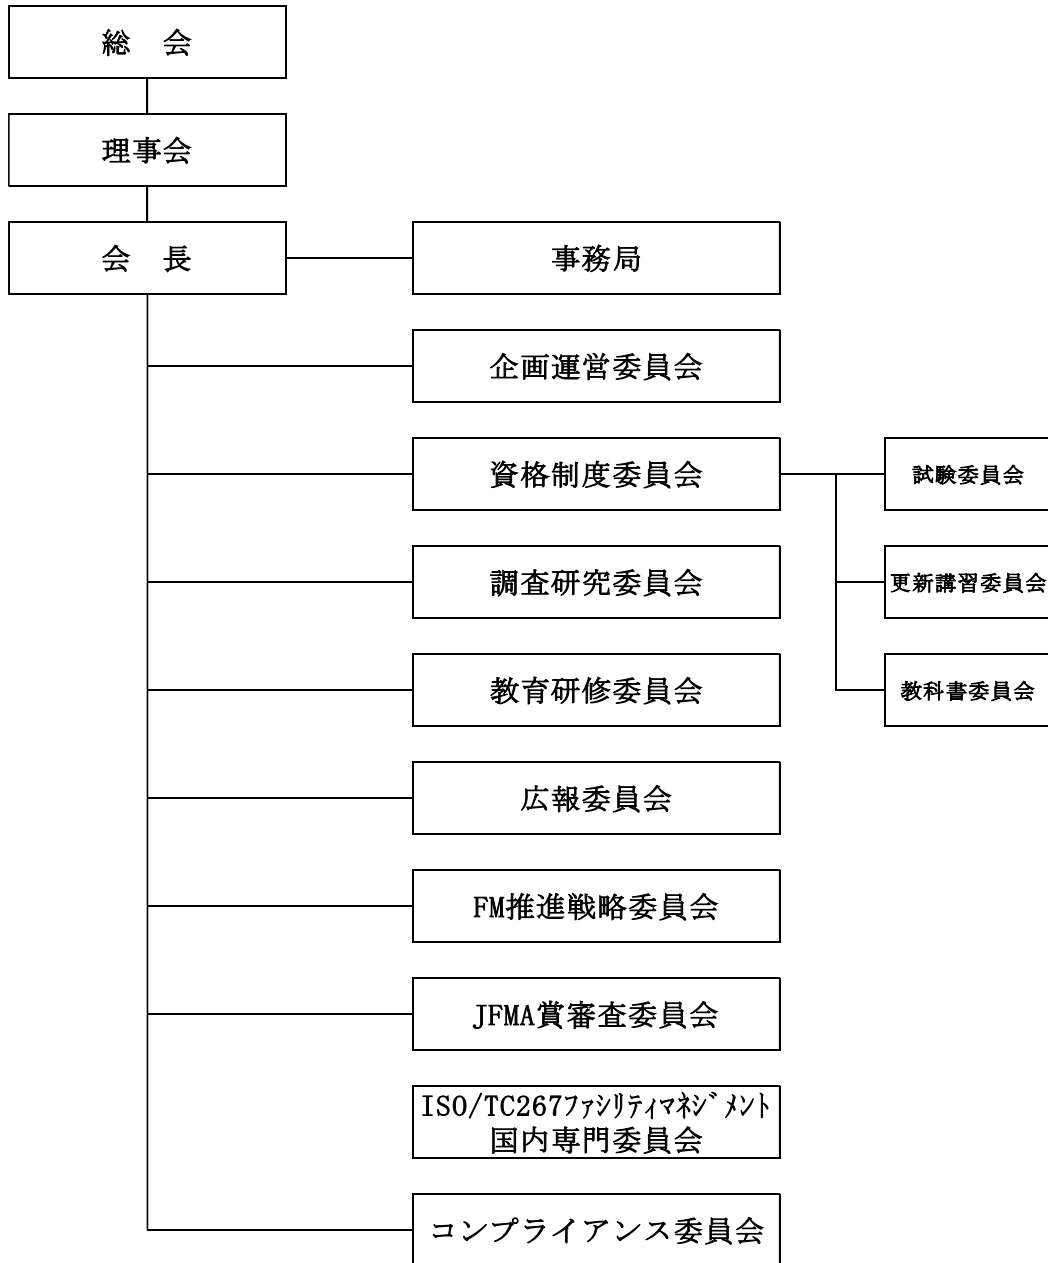 総　会
理事会
会　長
事務局
企画運営委員会
資格制度委員会
試験委員会
調査研究委員会
更新講習委員会
教育研修委員会
教科書委員会
広報委員会
FM推進戦略委員会
JFMA賞審査委員会
ISO/TC267ﾌｧｼﾘﾃｨﾏﾈｼﾞﾒﾝﾄ
国内専門委員会
コンプライアンス委員会